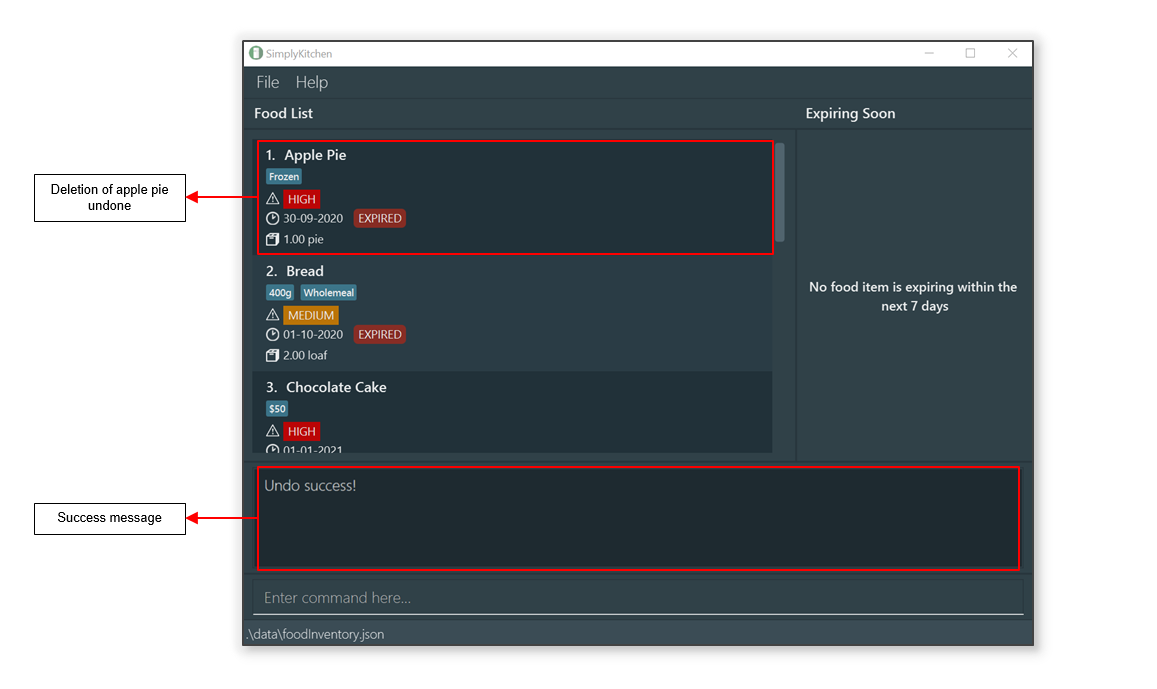 SimplyKitchen
File Help
Food List
Expiring Soon
1. Apple Pie
Frozen
HIGH
30-09-2020 EXPIRED
1.00 pie
Deletion of apple pie
undone
2. Bread
400g Wholemeal
MEDIUM
01-10-2020 EXPIRED
2.00 loaf
3. Chocolate Cake
$50
HIGH
01-01-2021
No food item is expiring within the
next 7 days
Undo success!
Success message
Enter command here...
.\data\foodInventory.json